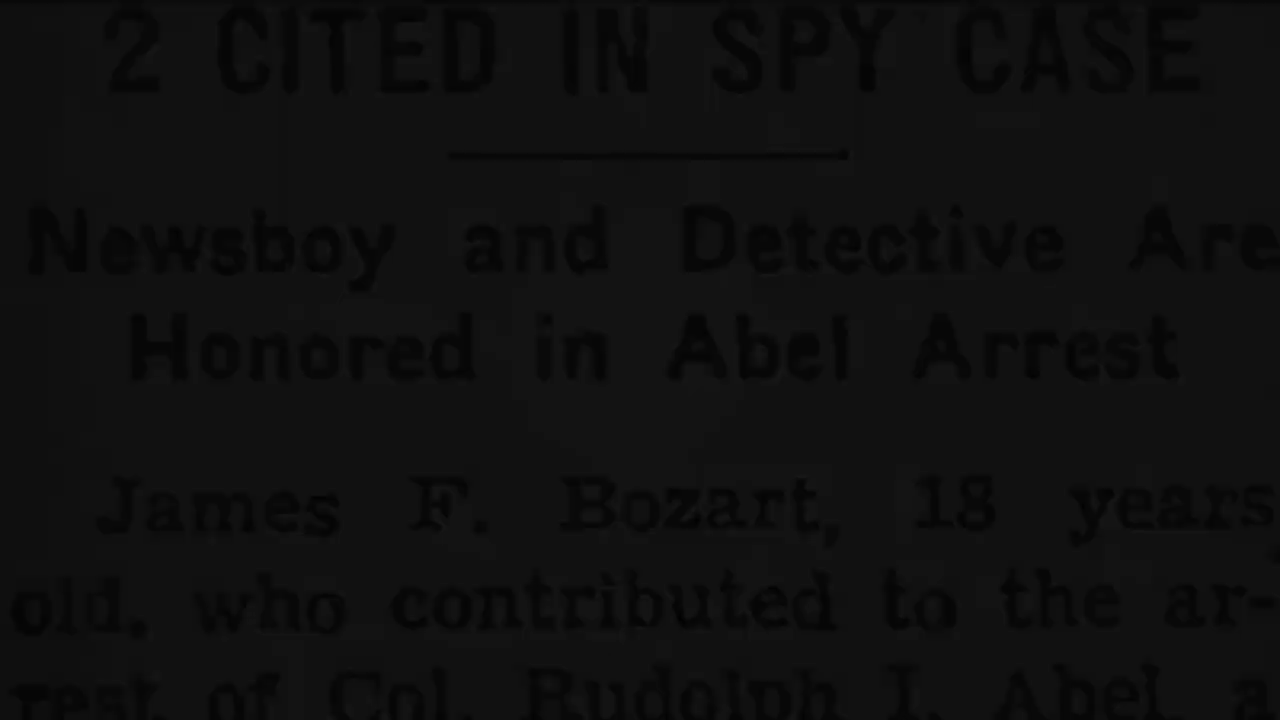 2 CITED IN SPY CASE
Newsboy and Detective Are
Honored in Abel Arrest
James F. Bozart, 18 years
old, who contributed to the ar-
rest of Col. Rudolph I. Abel, a